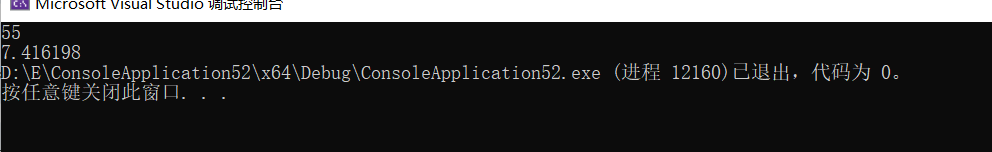 Microsoft Visual Studio 调试控制台
55
7.416198
D:\E\ConsoleApplication52\x64\Debug\ConsoleApplication52.exe (进程 12160)已退出，代码为 0。
按任意键关闭此窗口. . .